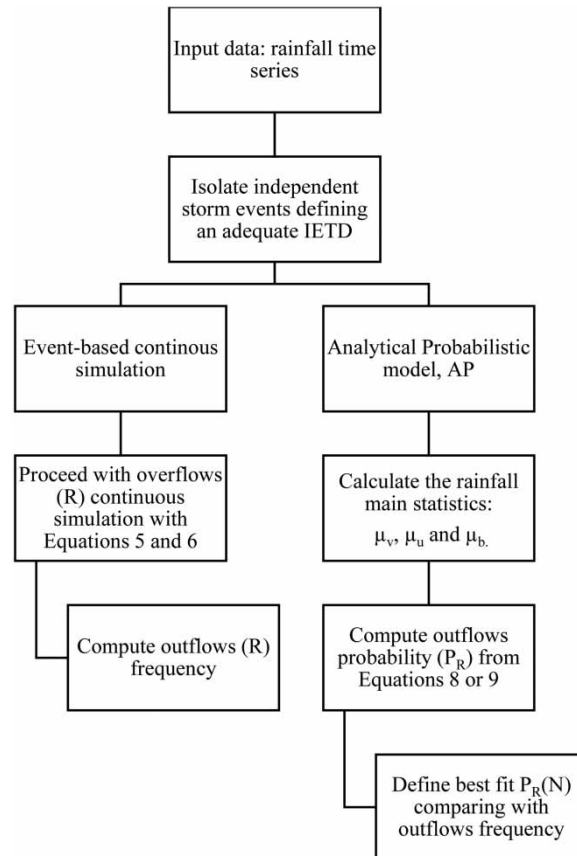 Input data: rainfall time
series
Isolate independent
storm events defining
an adequate IETD
Event-based continous
simulation
Analytical Probabilistic
model, AP
Proceed with overflows
(R) continuous
simulation with
Equations 5 and 6
Calculate the rainfall
main statistics:
μᵥ, μᵤ and μ_b.
Compute outflows (R)
frequency
Compute outflows
probability (P_R) from
Equations 8 or 9
Define best fit P_R(N)
comparing with
outflows frequency